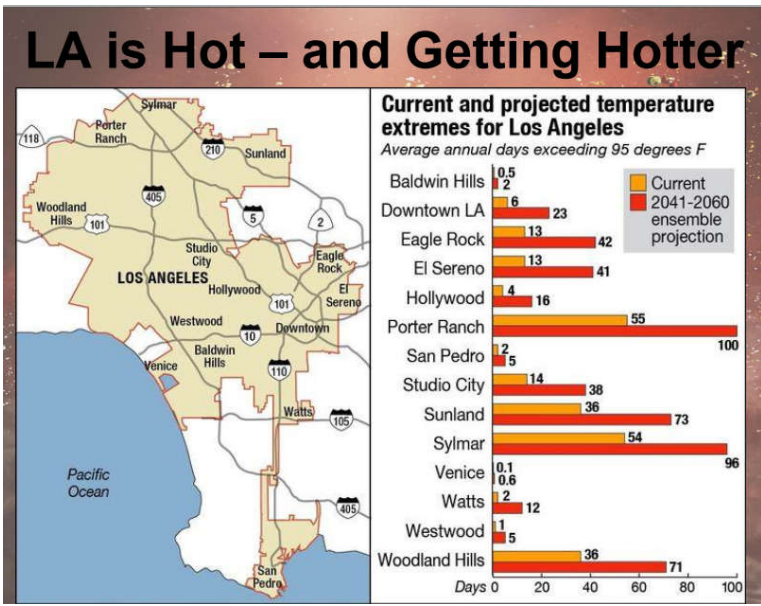 LA is Hot – and Getting Hotter
Sylmar
118
Porter
Ranch
210
Sunland
405
Woodland
Hills
101
5
2
Studio
City
Eagle
Rock
LOS ANGELES
Hollywood
El
Sereno
101
Westwood
10
Downtown
Baldwin
Hills
Venice
110
Watts
105
Pacific
Ocean
405
San
Pedro
Current and projected temperature
extremes for Los Angeles
Average annual days exceeding 95 degrees F
Current
2041-2060
ensemble
projection
Baldwin Hills 0.5
2
Downtown LA 6
23
Eagle Rock 13
42
El Sereno 13
41
Hollywood 4
16
Porter Ranch 55
100
San Pedro 2
5
Studio City 14
38
Sunland 36
73
Sylmar 54
96
Venice 0.1
0.6
Watts 2
12
Westwood 1
5
Woodland Hills 36
71
Days 0 20 40 60 80 100